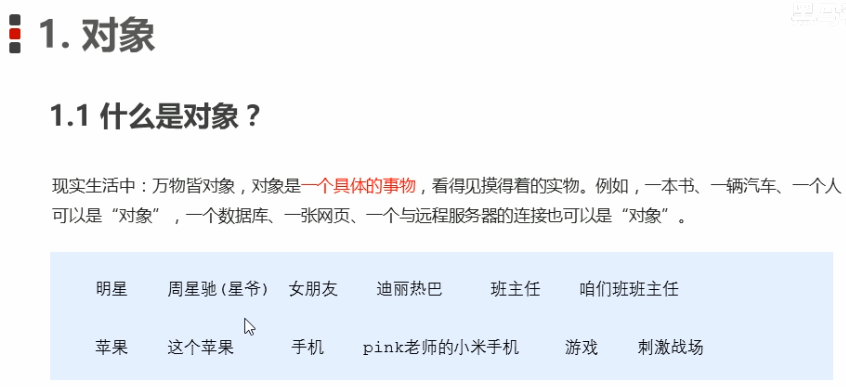 1. 对象
1.1 什么是对象？
现实生活中：万物皆对象，对象是一个具体的事物，看得见摸得着的实物。例如，一本书、一辆汽车、一个人
可以是“对象”，一个数据库、一张网页、一个与远程服务器的连接也可以是“对象”。
明星 周星驰(星爷) 女朋友 迪丽热巴 班主任 咱们班班主任
苹果 这个苹果 手机 pink老师的小米手机 游戏 刺激战场